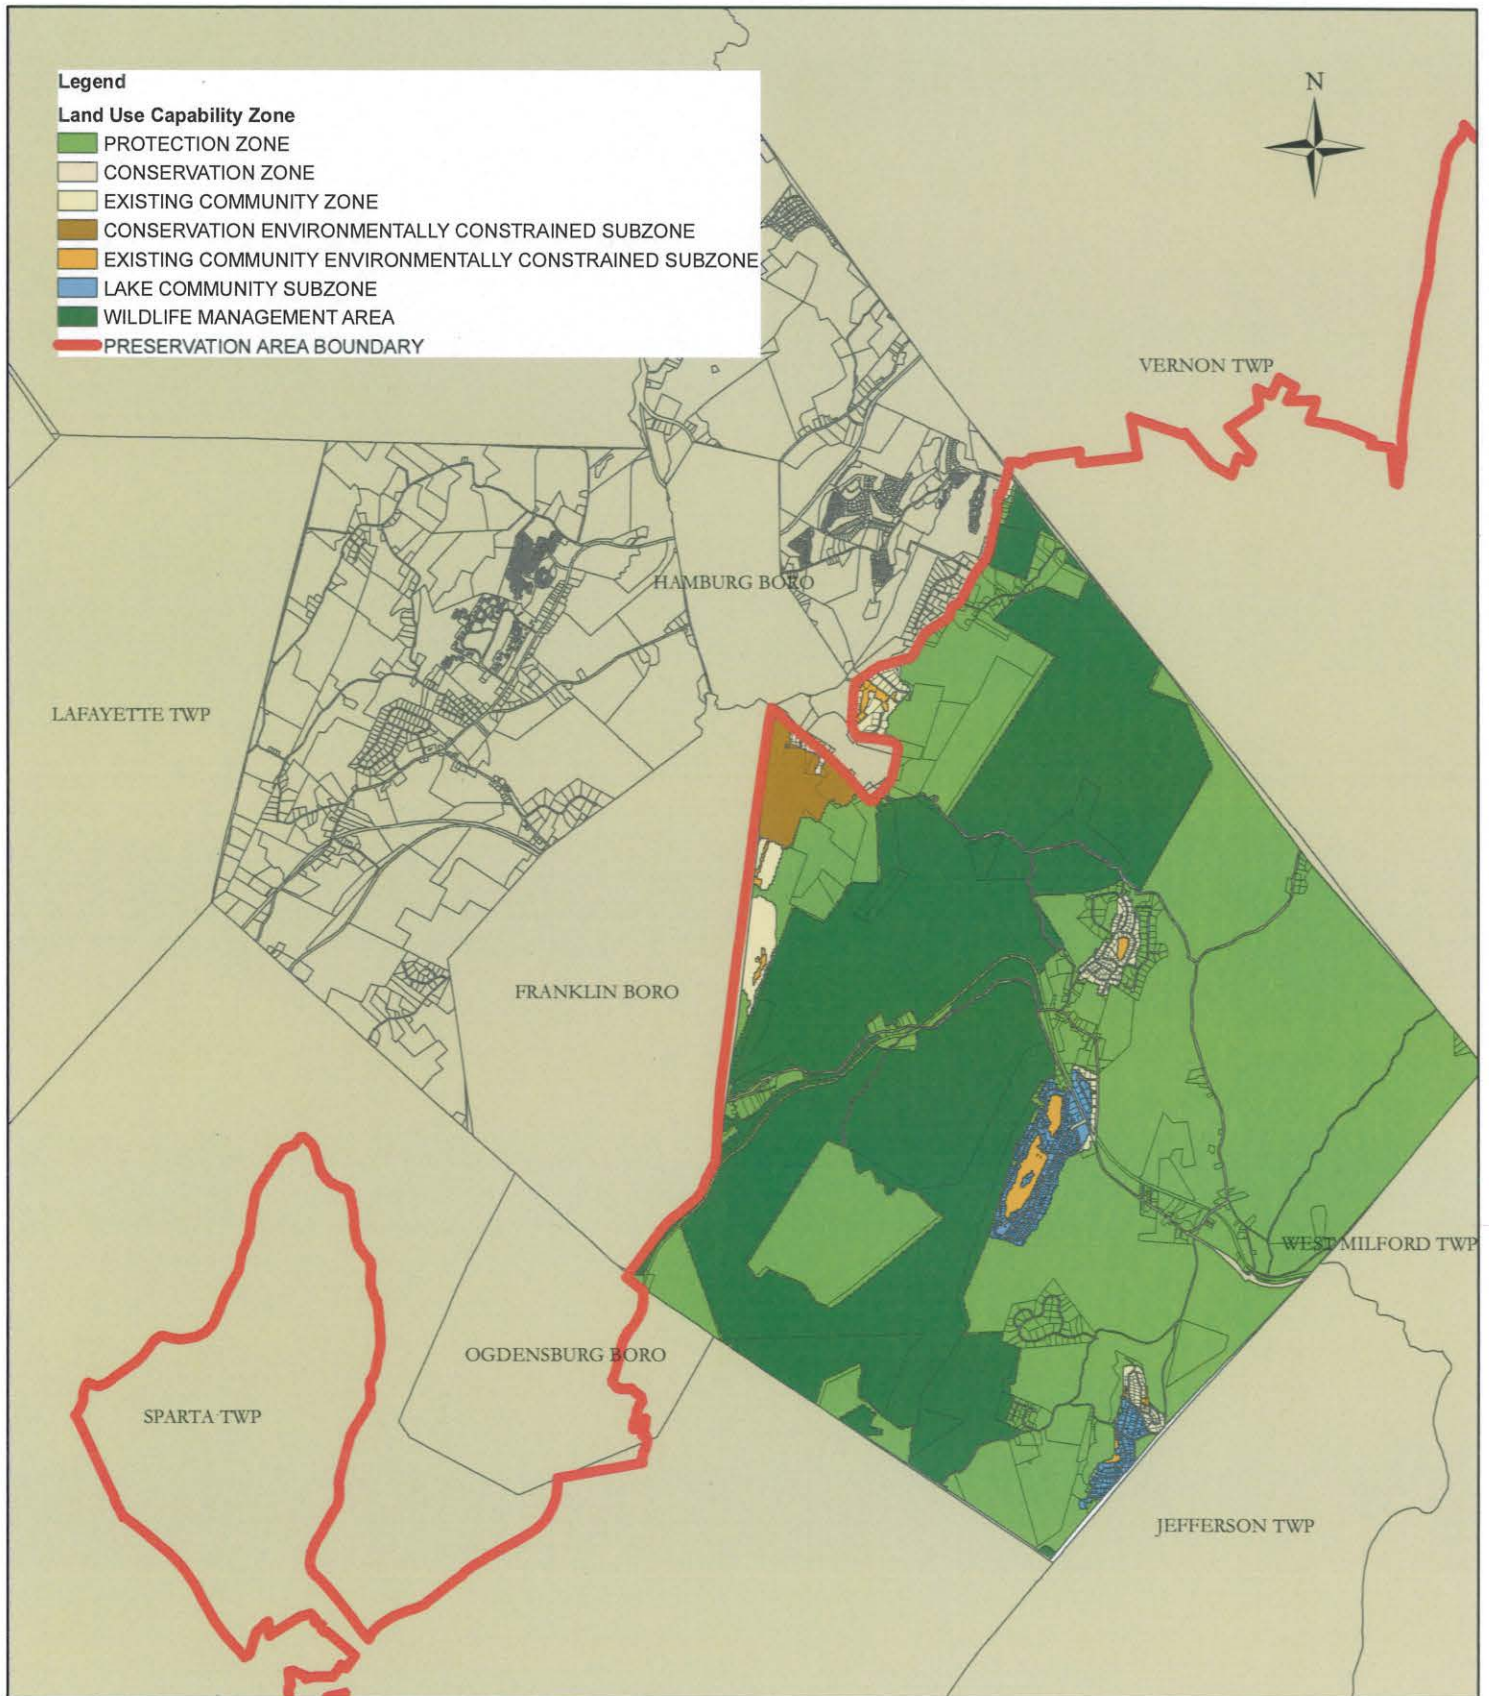 Legend
Land Use Capability Zone
PROTECTION ZONE
CONSERVATION ZONE
EXISTING COMMUNITY ZONE
CONSERVATION ENVIRONMENTALLY CONSTRAINED SUBZONE
EXISTING COMMUNITY ENVIRONMENTALLY CONSTRAINED SUBZONE
LAKE COMMUNITY SUBZONE
WILDLIFE MANAGEMENT AREA
PRESERVATION AREA BOUNDARY
N
VERNON TWP
HAMBURG BORO
LAFAYETTE TWP
FRANKLIN BORO
WEST MILFORD TWP
OGDENSBURG BORO
SPARTA TWP
JEFFERSON TWP